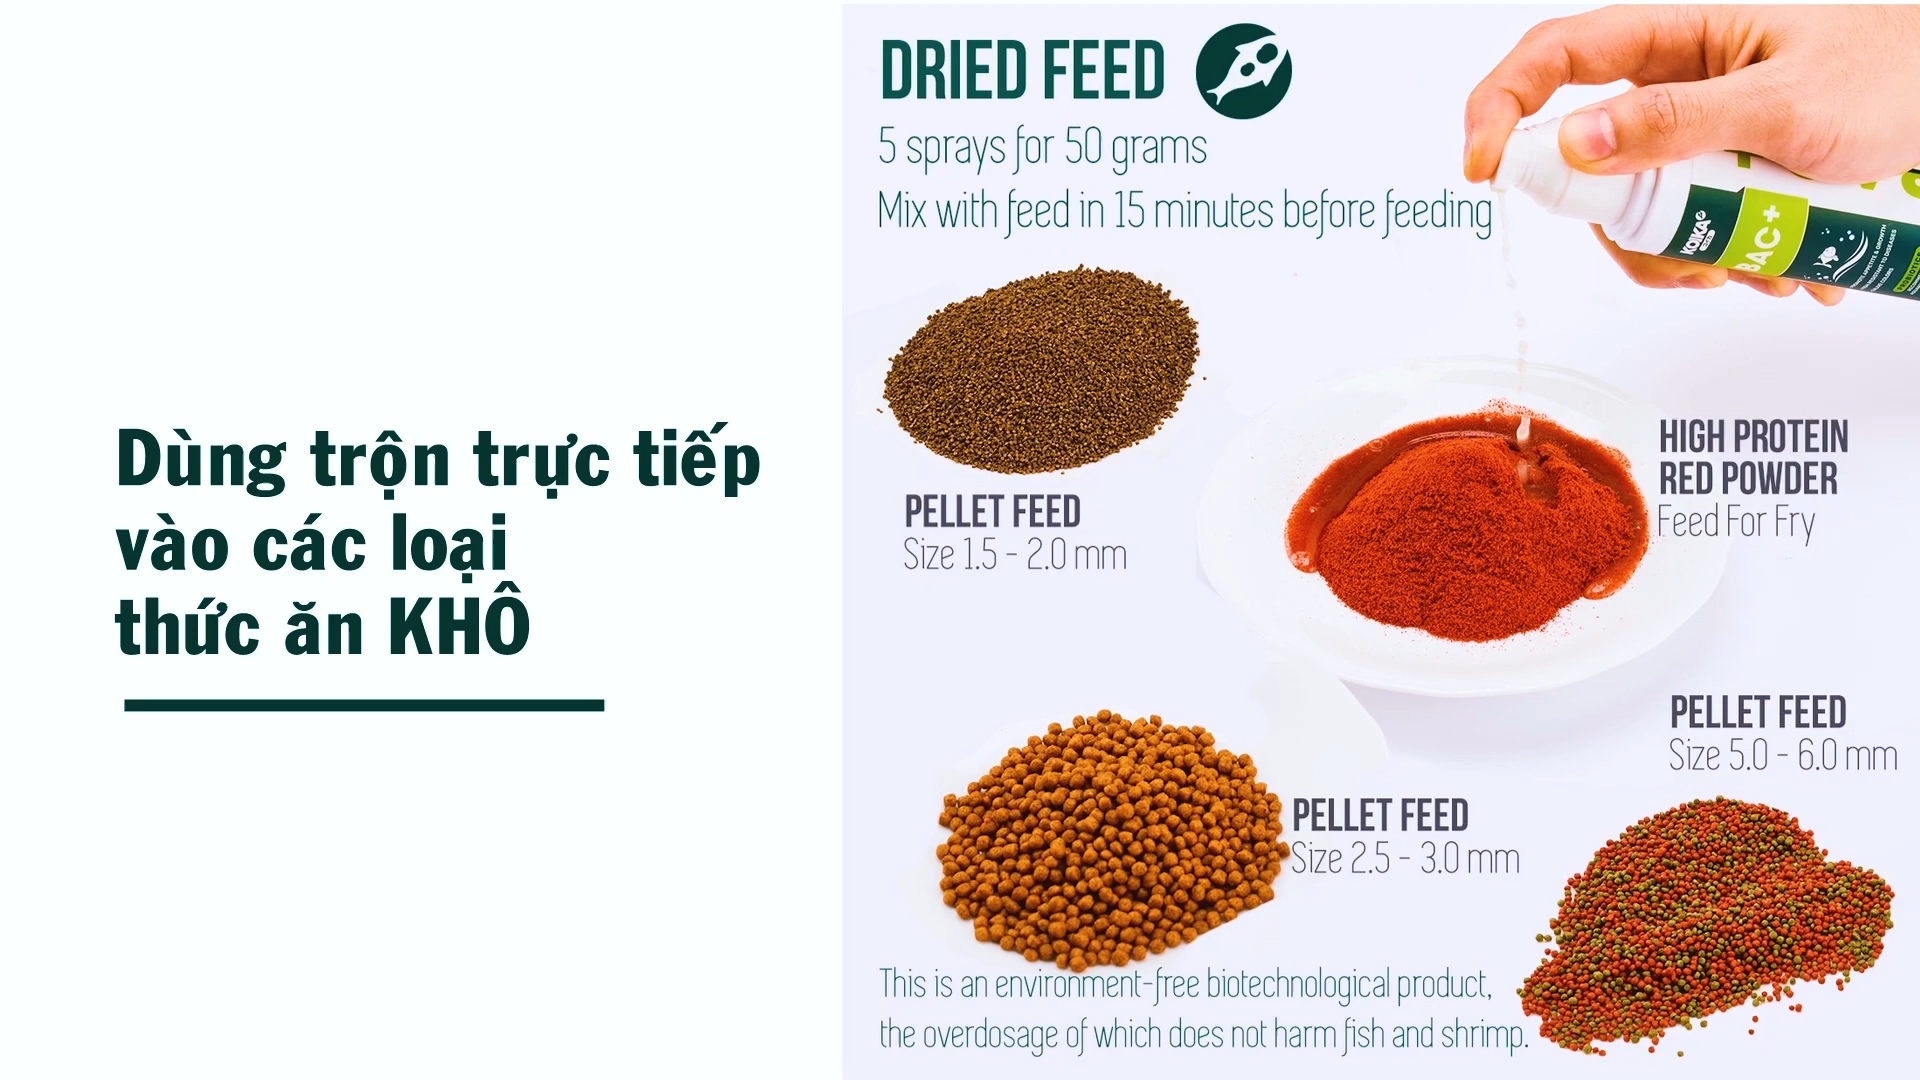 Dùng trộn trực tiếp
vào các loại
thức ăn KHÔ
DRIED FEED
5 sprays for 50 grams
Mix with feed in 15 minutes before feeding
KOIKA
BAC+
PELLET FEED
Size 1.5 - 2.0 mm
HIGH PROTEIN
RED POWDER
Feed For Fry
PELLET FEED
Size 5.0 - 6.0 mm
PELLET FEED
Size 2.5 - 3.0 mm
This is an environment-free biotechnological product,
the overdosage of which does not harm fish and shrimp.